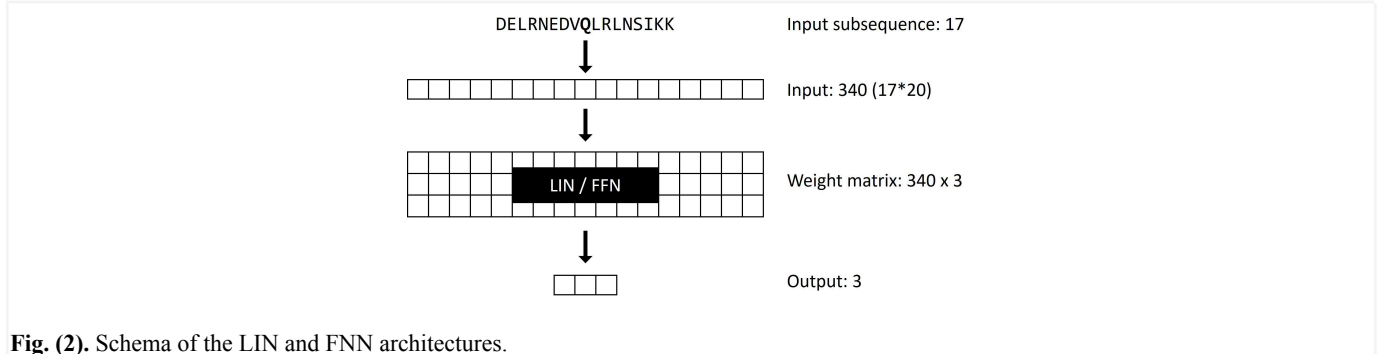 DELRNEDVQLRLNSIKK Input subsequence: 17
Input: 340 (17*20)
LIN / FFN Weight matrix: 340 x 3
Output: 3
Fig. (2). Schema of the LIN and FNN architectures.